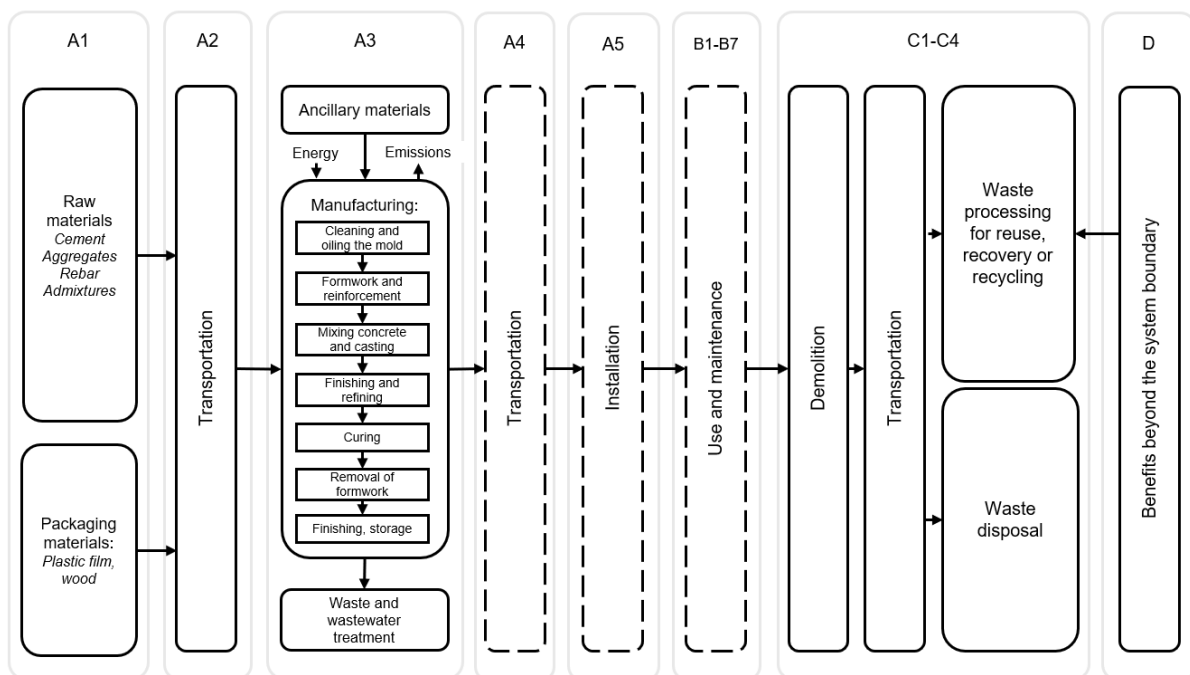 A1
A2
A3
A4
A5
B1-B7
C1-C4
D
Raw
materials
Cement
Aggregates
Rebar
Admixtures
Packaging
materials:
Plastic film,
wood
Transportation
Ancillary materials
Energy
Emissions
Manufacturing:
Cleaning and
oiling the mold
Formwork and
reinforcement
Mixing concrete
and casting
Finishing and
refining
Curing
Removal of
formwork
Finishing, storage
Waste and
wastewater
treatment
Transportation
Installation
Use and maintenance
Demolition
Transportation
Waste
processing
for reuse,
recovery or
recycling
Waste
disposal
Benefits beyond the system boundary